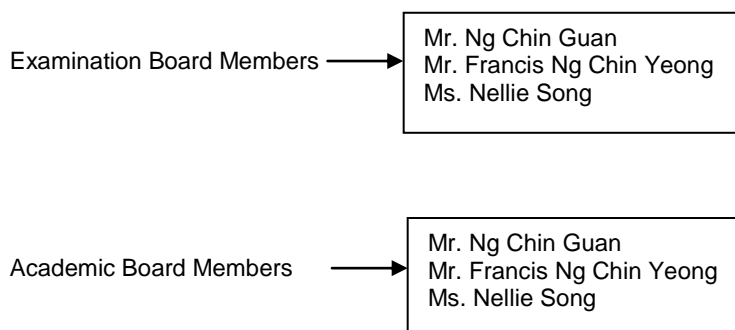 Examination Board Members
Mr. Ng Chin Guan
Mr. Francis Ng Chin Yeong
Ms. Nellie Song
Academic Board Members
Mr. Ng Chin Guan
Mr. Francis Ng Chin Yeong
Ms. Nellie Song